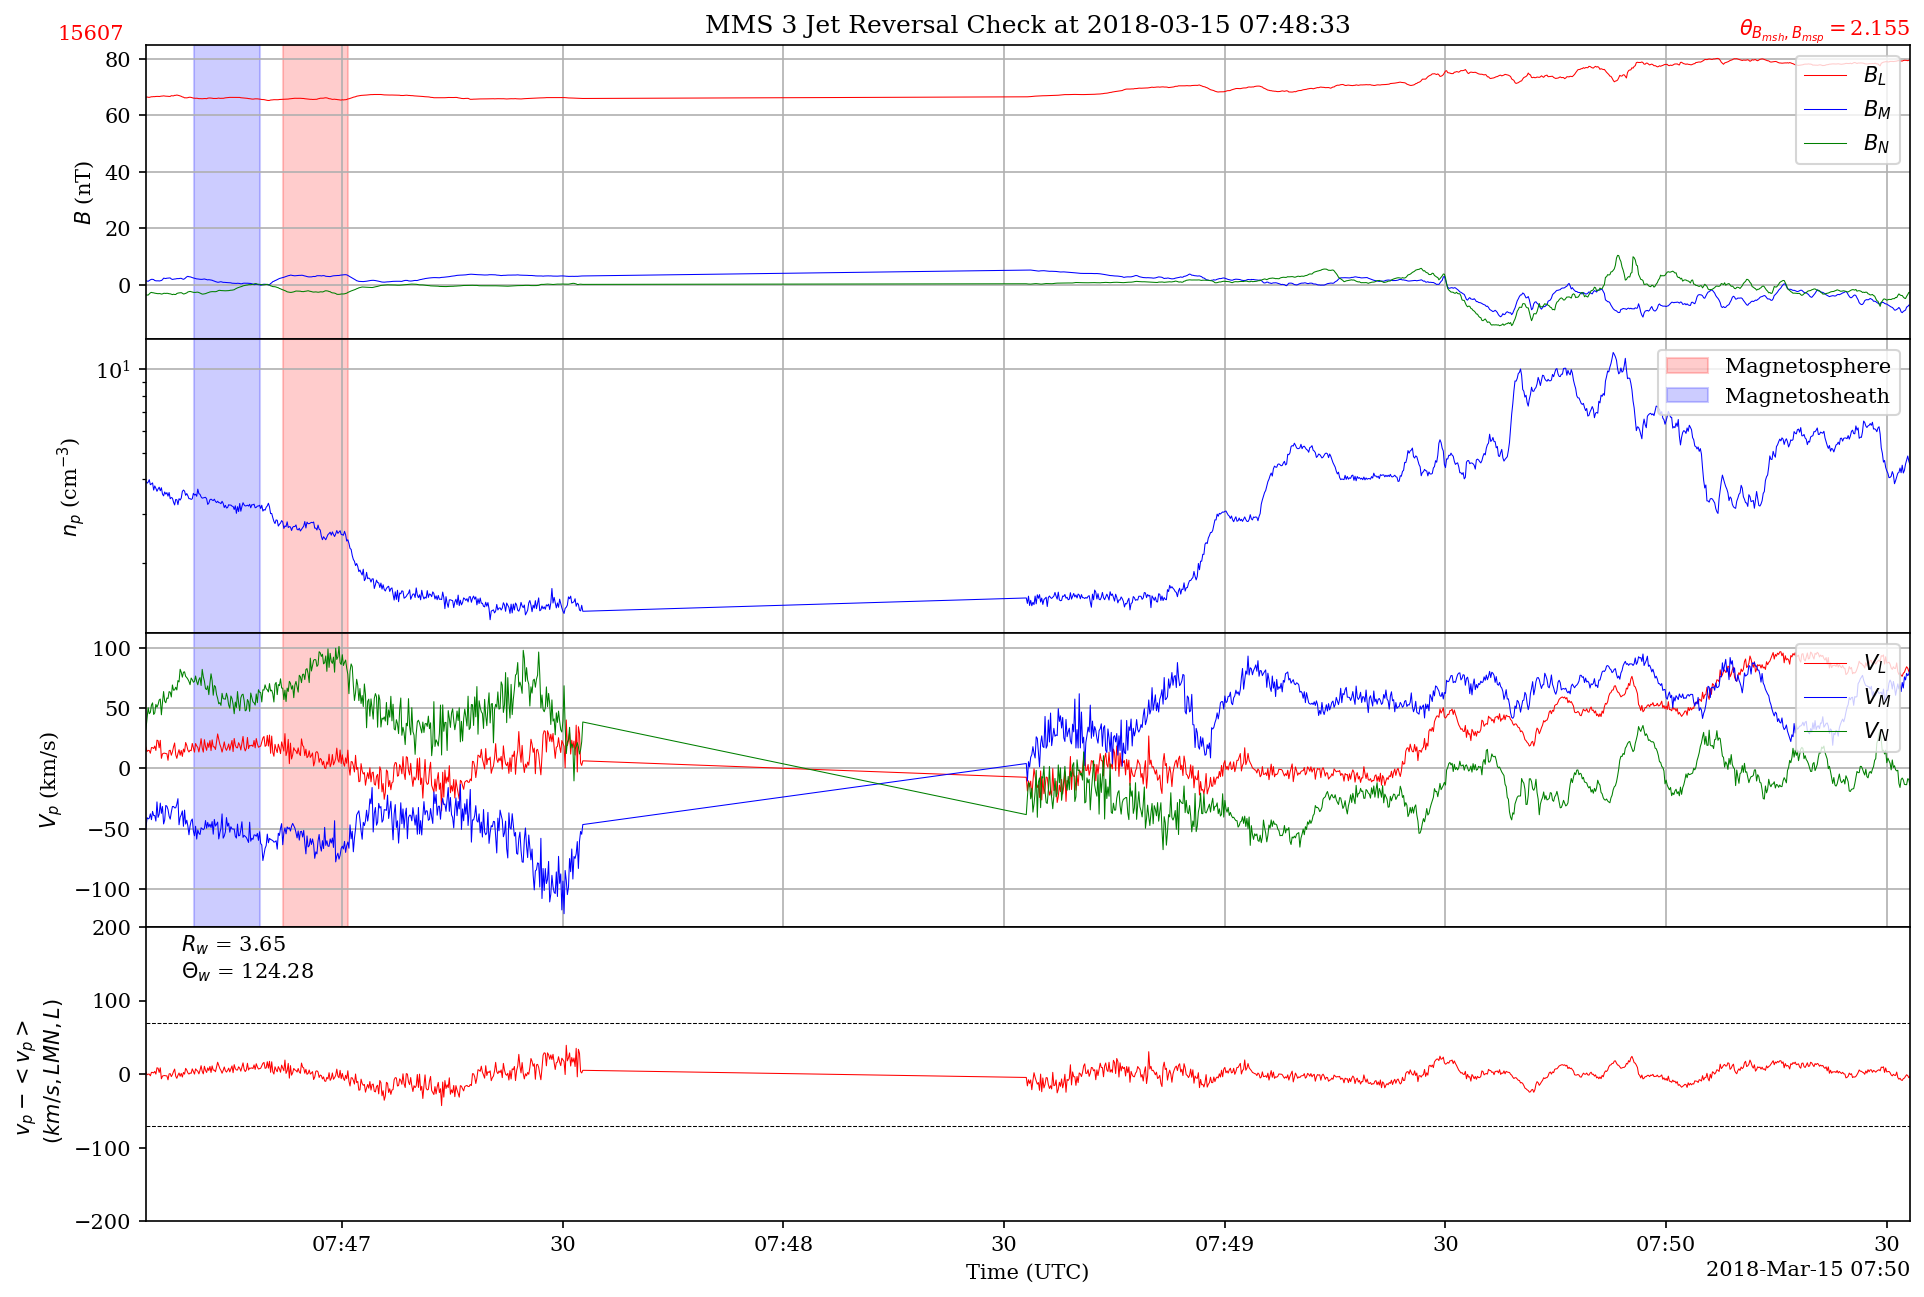 15607
MMS 3 Jet Reversal Check at 2018-03-15 07:48:33
θ_{B_{msh}, B_{msp}} = 2.155
80
60
40
20
0
B (nT)
B_L
B_M
B_N
10^1
n_p (cm^{-3})
Magnetosphere
Magnetosheath
100
50
0
−50
−100
V_p (km/s)
V_L
V_M
V_N
200
100
0
−100
−200
v_p − < v_p >
(km/s, LMN, L)
R_w = 3.65
Θ_w = 124.28
07:47
30
07:48
30
07:49
30
07:50
30
Time (UTC)
2018-Mar-15 07:50